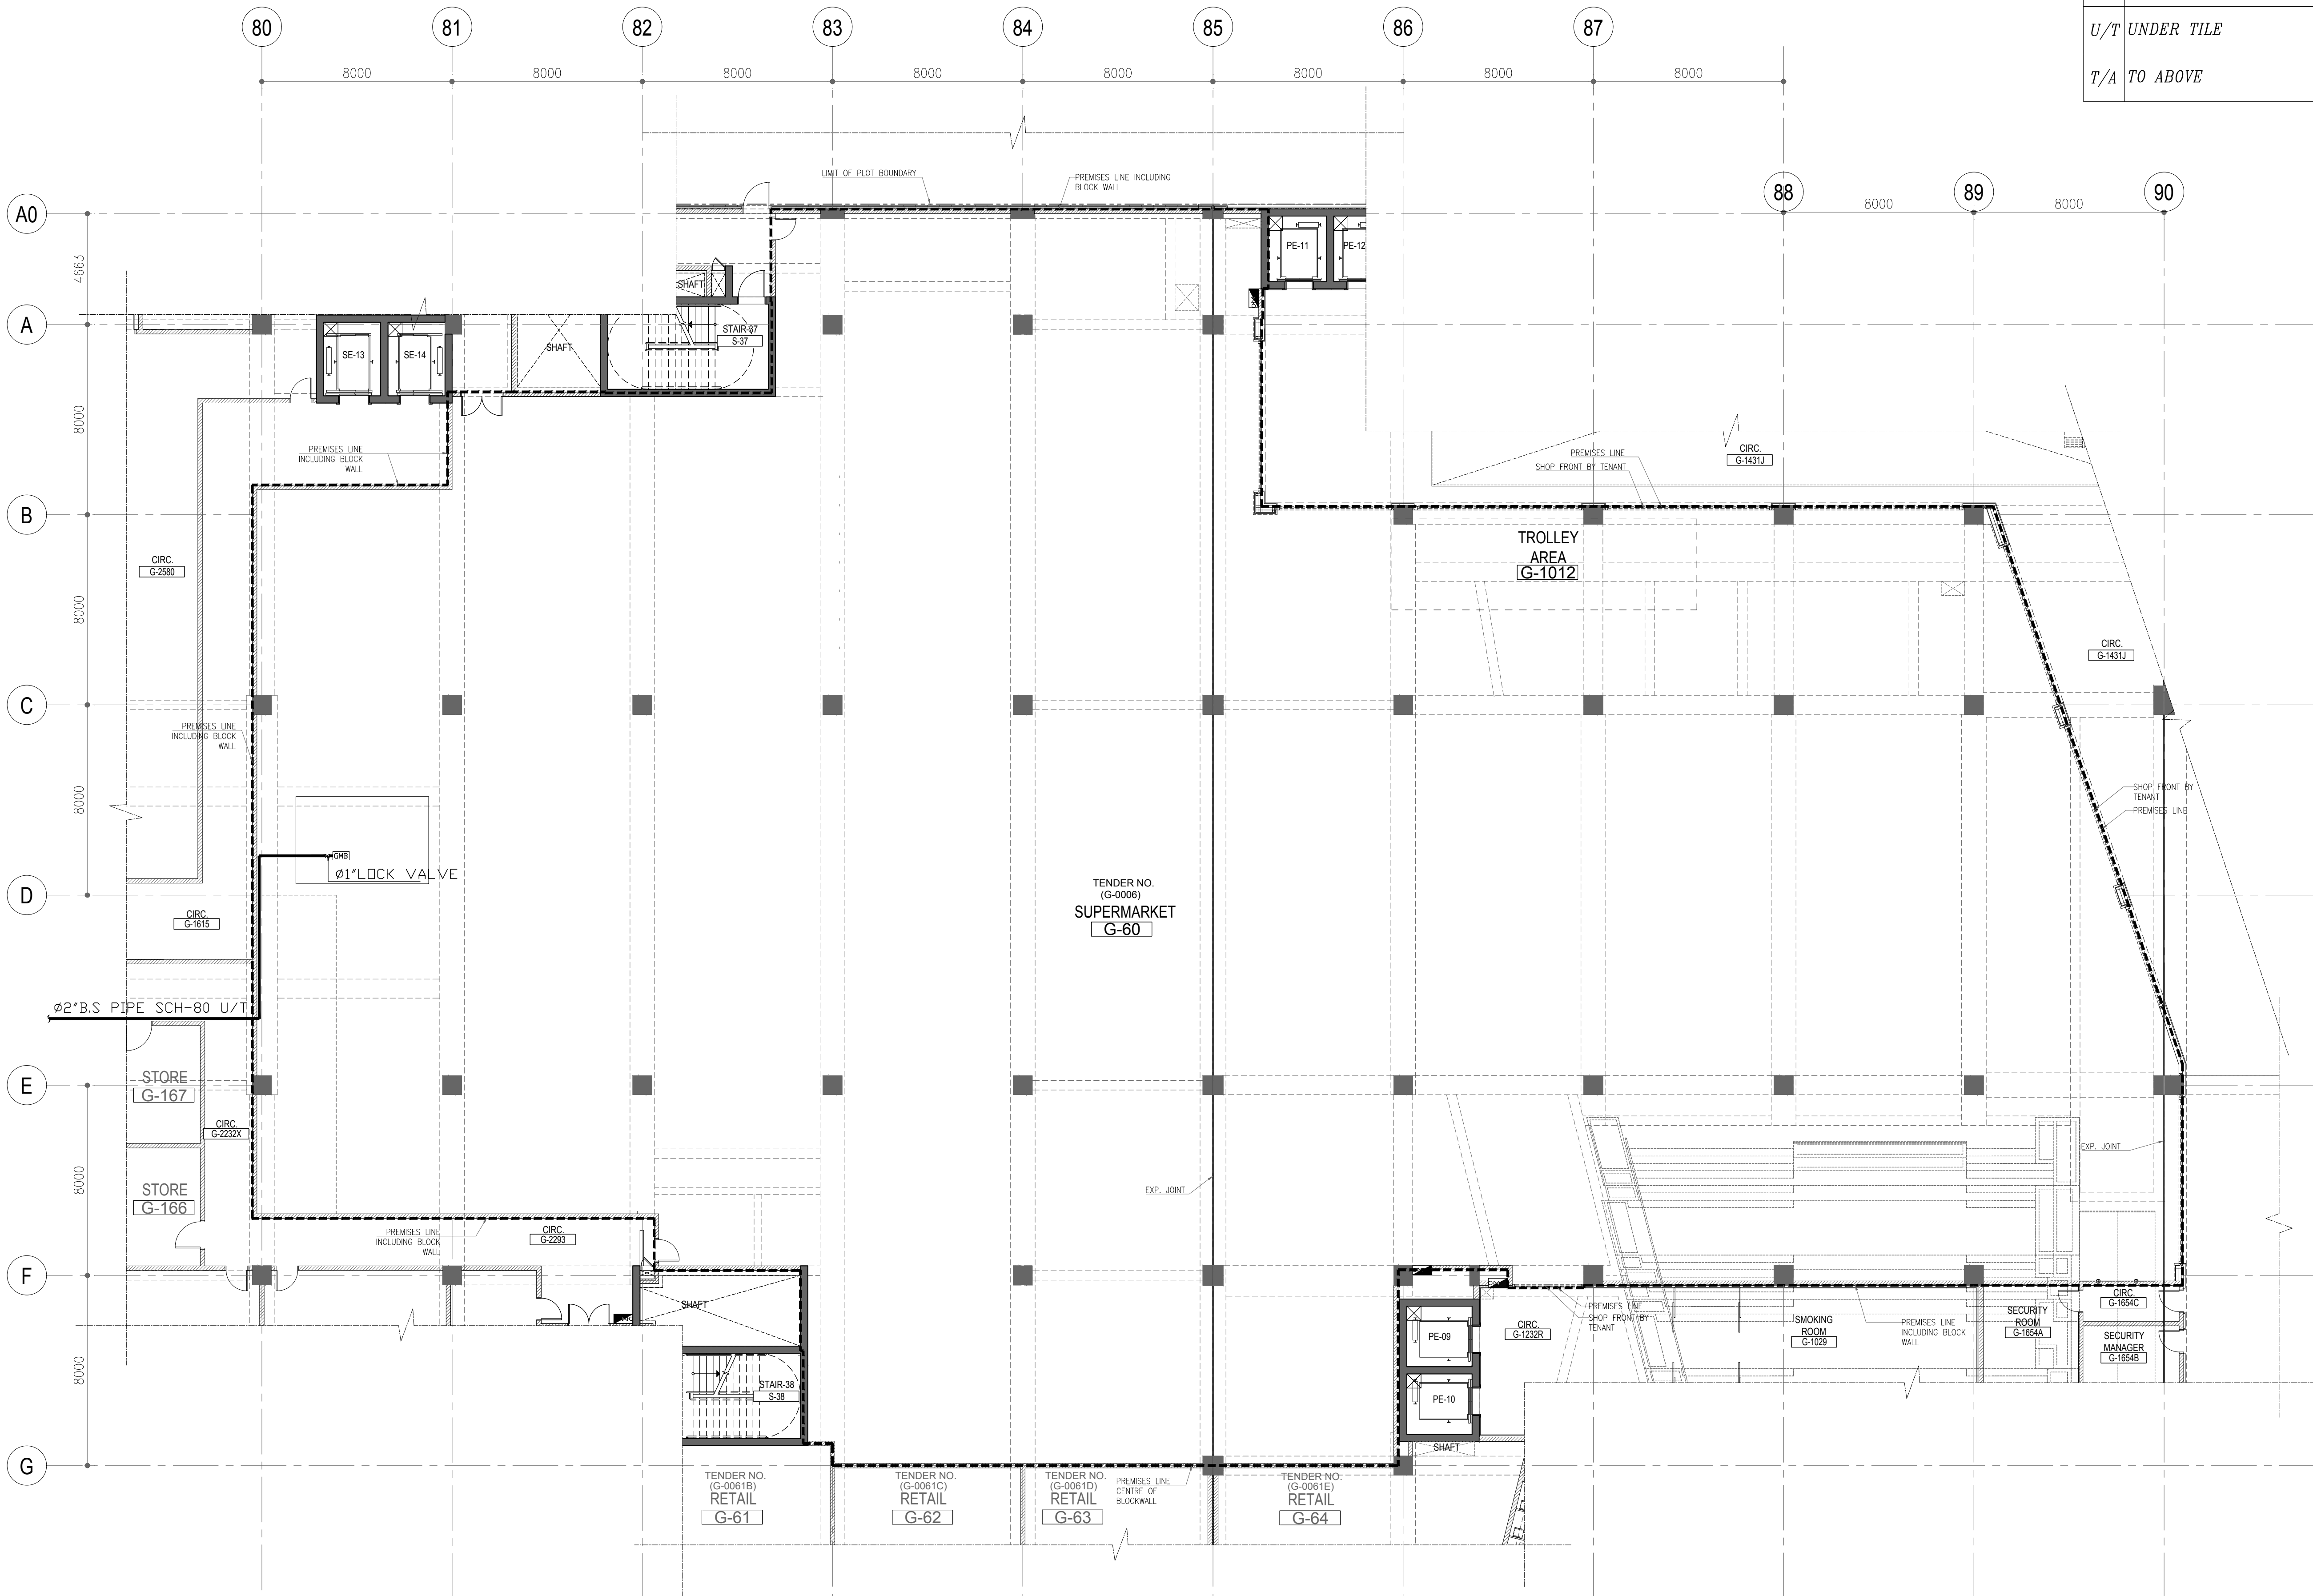 U/T UNDER TILE
T/A TO ABOVE
80 81 82 83 84 85 86 87
8000 8000 8000 8000 8000 8000 8000 8000
88 89 90
8000 8000
A0
4663
A
8000
B
8000
C
8000
D
E
8000
F
8000
G
LIMIT OF PLOT BOUNDARY
PREMISES LINE INCLUDING
BLOCK WALL
PE-11
PE-12
SHAFT
STAIR-37
S-37
SE-13
SE-14
SHAFT
PREMISES LINE
INCLUDING BLOCK
WALL
CIRC.
G-1431J
PREMISES LINE
SHOP FRONT BY TENANT
TROLLEY
AREA
G-1012
CIRC.
G-2580
CIRC.
G-1431J
PREMISES LINE
INCLUDING BLOCK
WALL
SHOP FRONT BY
TENANT
PREMISES LINE
GMB
Ø1"LOCK VALVE
TENDER NO.
(G-0006)
SUPERMARKET
G-60
CIRC.
G-1615
Ø2"B.S PIPE SCH-80 U/T
STORE
G-167
CIRC.
G-2232X
STORE
G-166
EXP. JOINT
EXP. JOINT
PREMISES LINE
INCLUDING BLOCK
WALL
CIRC.
G-2293
SHAFT
STAIR-38
S-38
PE-09
PE-10
SHAFT
CIRC.
G-1232R
PREMISES LINE
SHOP FRONT BY
TENANT
SMOKING
ROOM
G-1029
PREMISES LINE
INCLUDING BLOCK
WALL
SECURITY
ROOM
G-1654A
CIRC.
G-1654C
SECURITY
MANAGER
G-1654B
TENDER NO.
(G-0061B)
RETAIL
G-61
TENDER NO.
(G-0061C)
RETAIL
G-62
TENDER NO.
(G-0061D)
RETAIL
G-63
PREMISES LINE
CENTRE OF
BLOCKWALL
TENDER NO.
(G-0061E)
RETAIL
G-64